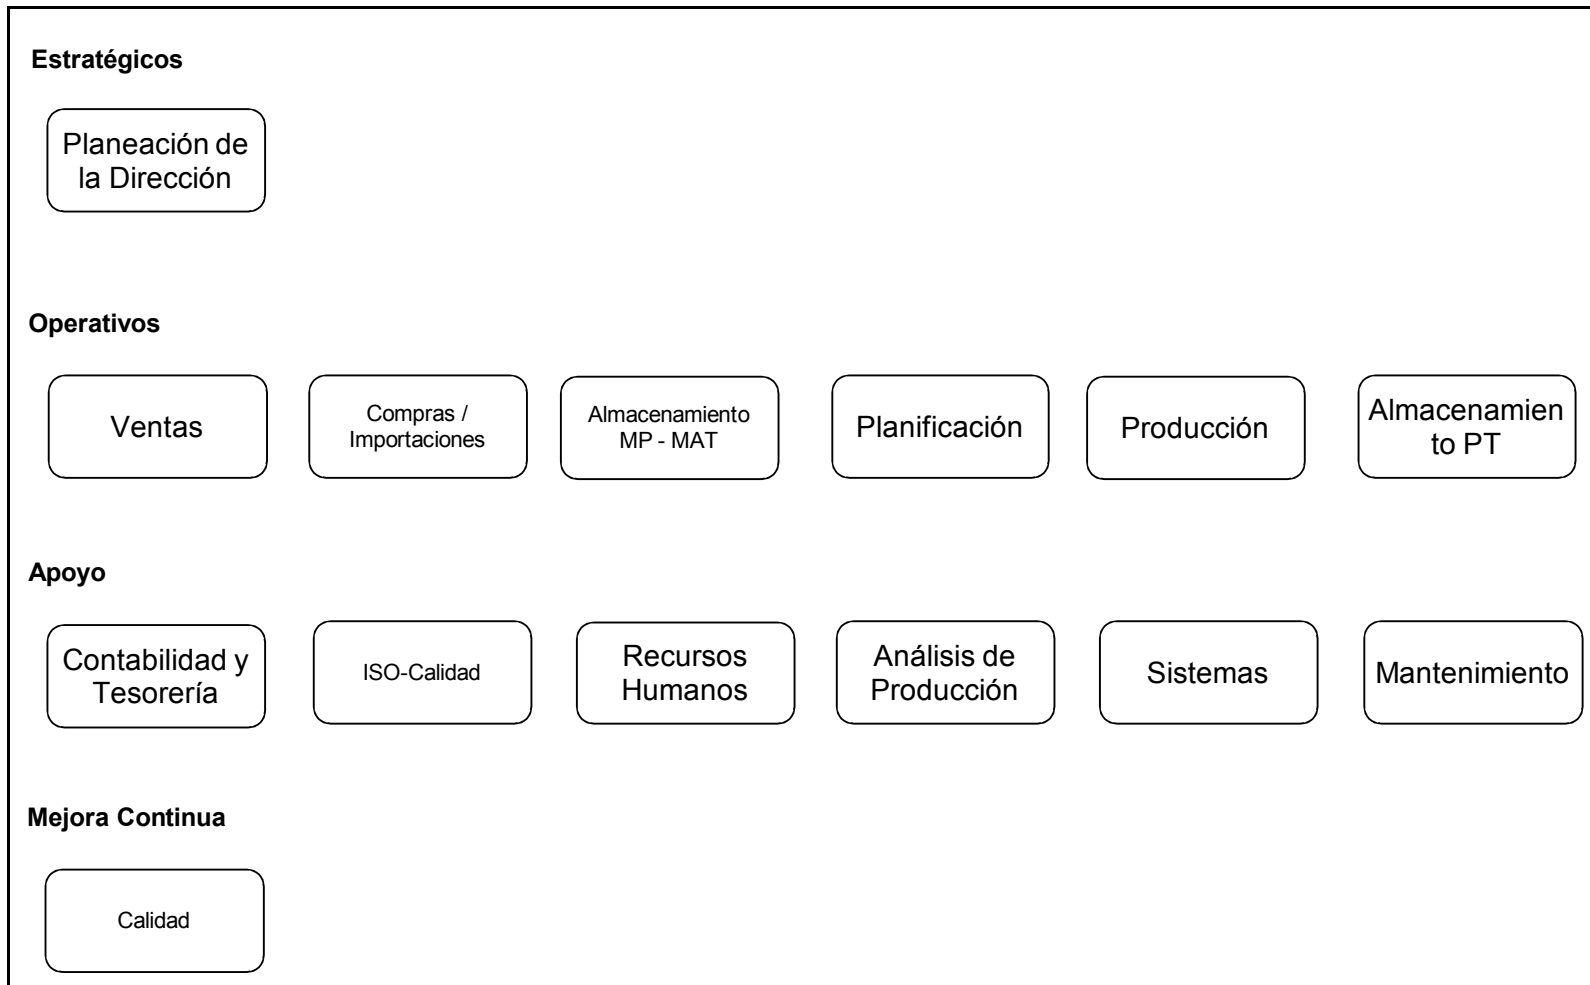 Estratégicos
Planeación de
la Dirección
Operativos
Ventas
Compras /
Importaciones
Almacenamiento
MP - MAT
Planificación
Producción
Almacenamien
to PT
Apoyo
Contabilidad y
Tesorería
ISO-Calidad
Recursos
Humanos
Análisis de
Producción
Sistemas
Mantenimiento
Mejora Continua
Calidad